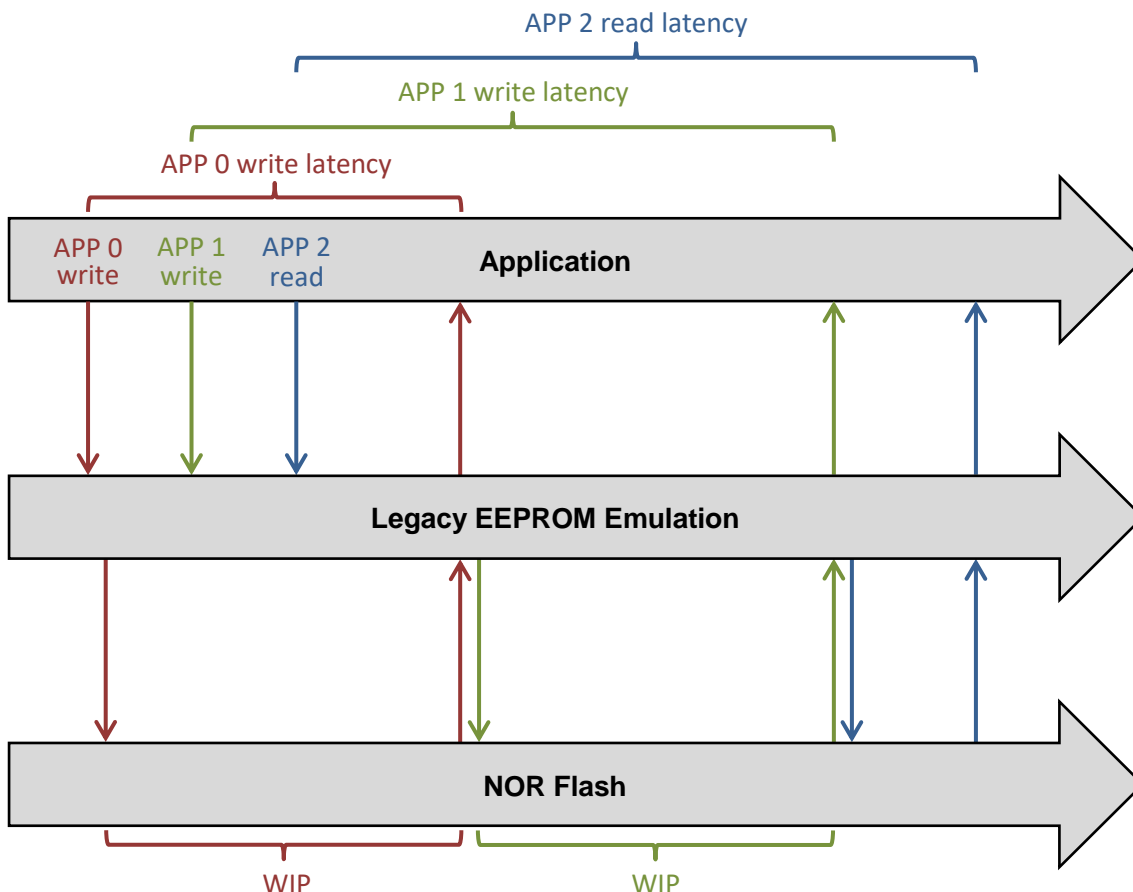 APP 2 read latency
APP 1 write latency
APP 0 write latency
APP 0 APP 1 APP 2
write write read
Application
Legacy EEPROM Emulation
NOR Flash
WIP WIP